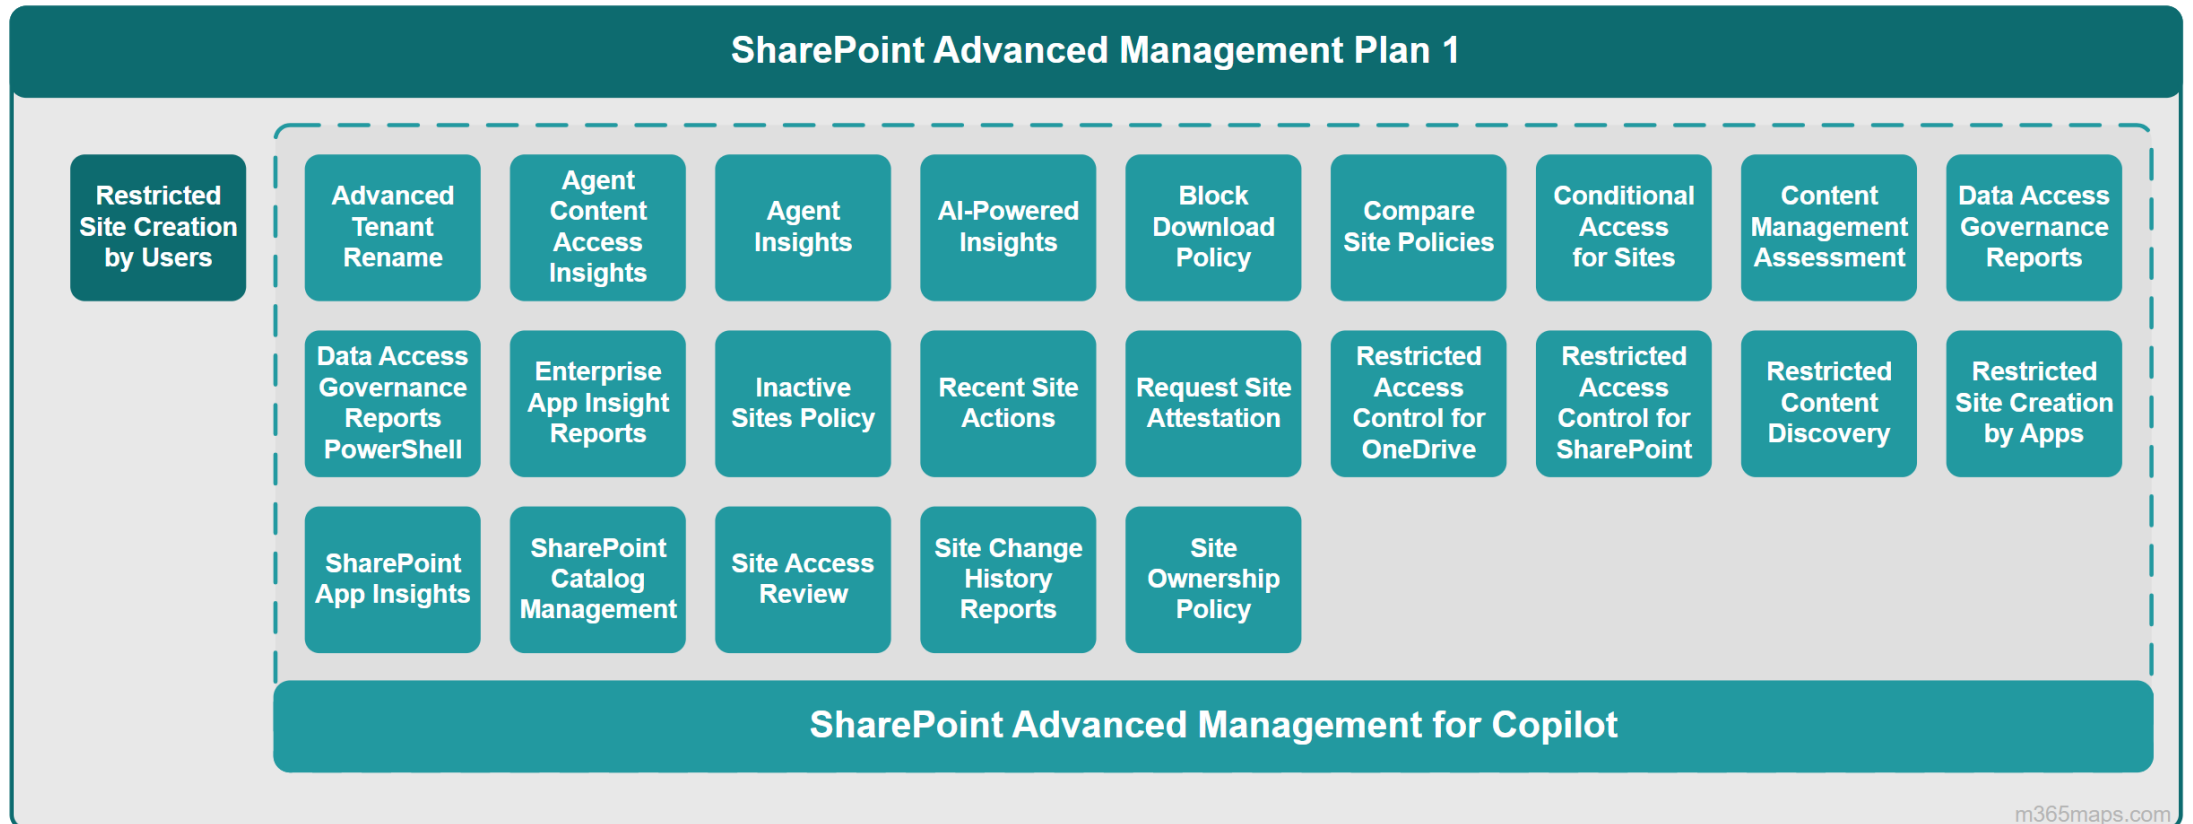 SharePoint Advanced Management Plan 1
Restricted
Site Creation
by Users
Advanced
Tenant
Rename
Agent
Content
Access
Insights
Agent
Insights
AI-Powered
Insights
Block
Download
Policy
Compare
Site Policies
Conditional
Access
for Sites
Content
Management
Assessment
Data Access
Governance
Reports
Data Access
Governance
Reports
PowerShell
Enterprise
App Insight
Reports
Inactive
Sites Policy
Recent Site
Actions
Request Site
Attestation
Restricted
Access
Control for
OneDrive
Restricted
Access
Control for
SharePoint
Restricted
Content
Discovery
Restricted
Site Creation
by Apps
SharePoint
App Insights
SharePoint
Catalog
Management
Site Access
Review
Site Change
History
Reports
Site
Ownership
Policy
SharePoint Advanced Management for Copilot
m365maps.com